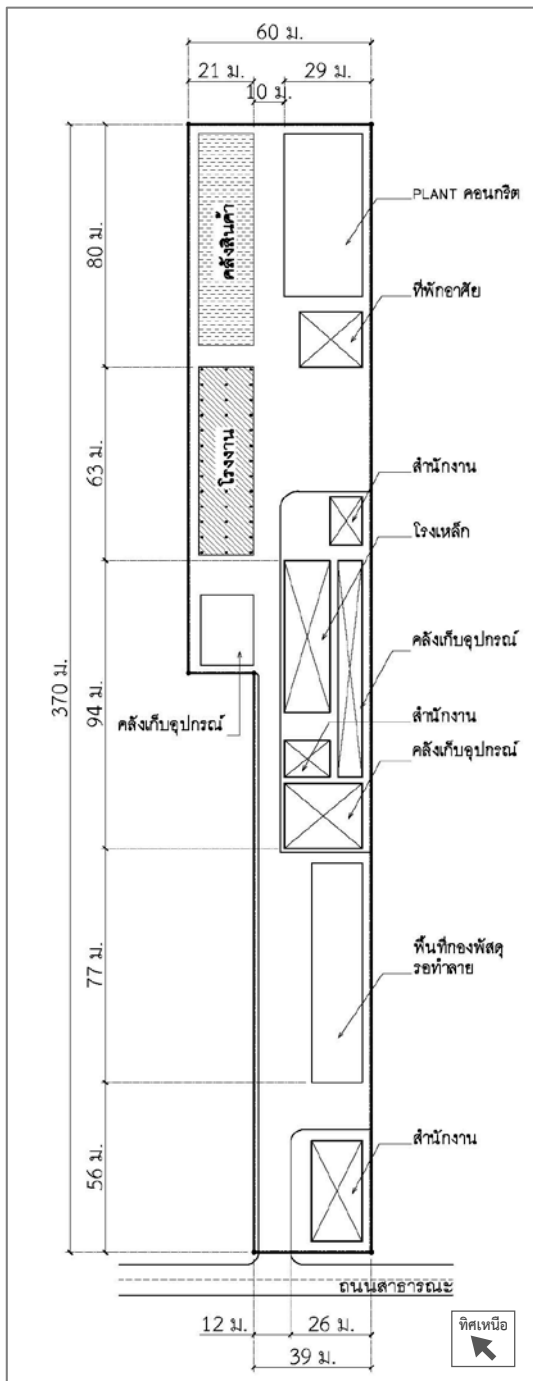 60 ม.
21 ม.
29 ม.
10 ม.
370 ม.
80 ม.
63 ม.
94 ม.
77 ม.
56 ม.
คลังสินค้า
โรงงาน
PLANT คอนกรีต
ที่พักอาศัย
สำนักงาน
โรงเหล็ก
คลังเก็บอุปกรณ์
สำนักงาน
คลังเก็บอุปกรณ์
คลังเก็บอุปกรณ์
พื้นที่กองพัสดุ
รอทำลาย
สำนักงาน
ถนนสาธารณะ
12 ม.
26 ม.
39 ม.
ทิศเหนือ